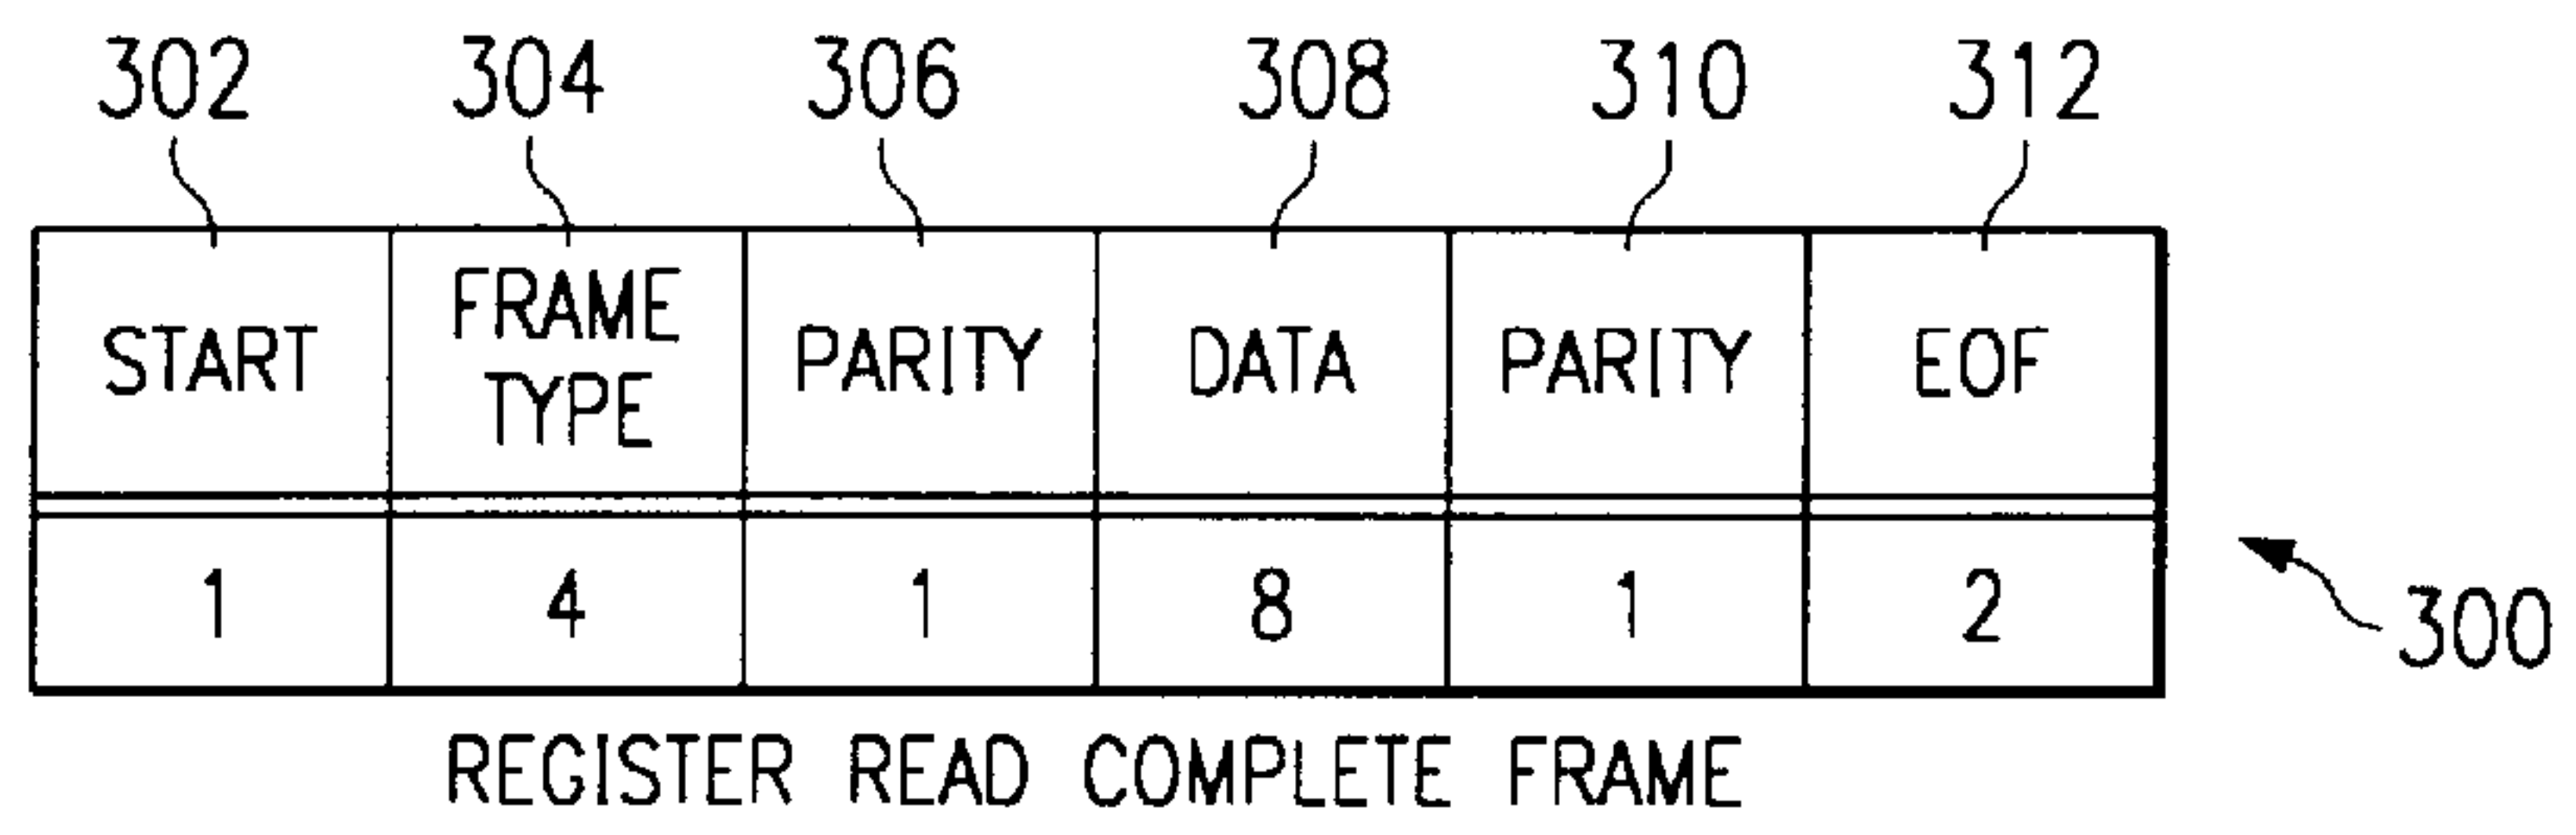 302 304 306 308 310 312
START FRAME TYPE PARITY DATA PARITY EOF
1 4 1 8 1 2
300
REGISTER READ COMPLETE FRAME